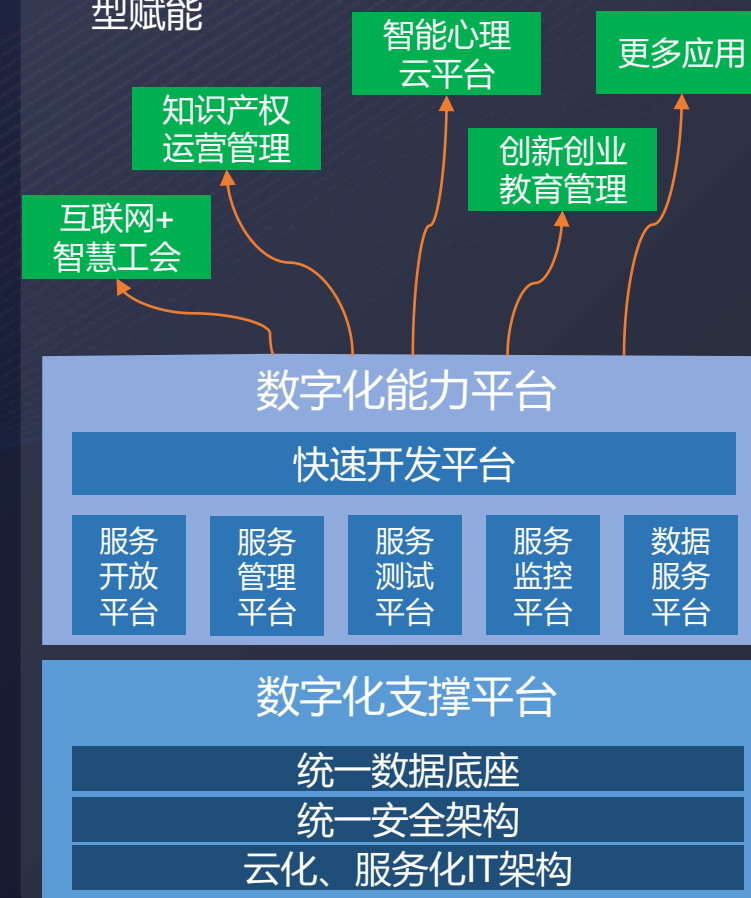 型赋能
智能心理
云平台
更多应用
知识产权
运营管理
创新创业
教育管理
互联网+
智慧工会
数字化能力平台
快速开发平台
服务
开放
平台
服务
管理
平台
服务
测试
平台
服务
监控
平台
数据
服务
平台
数字化支撑平台
统一数据底座
统一安全架构
云化、服务化IT架构